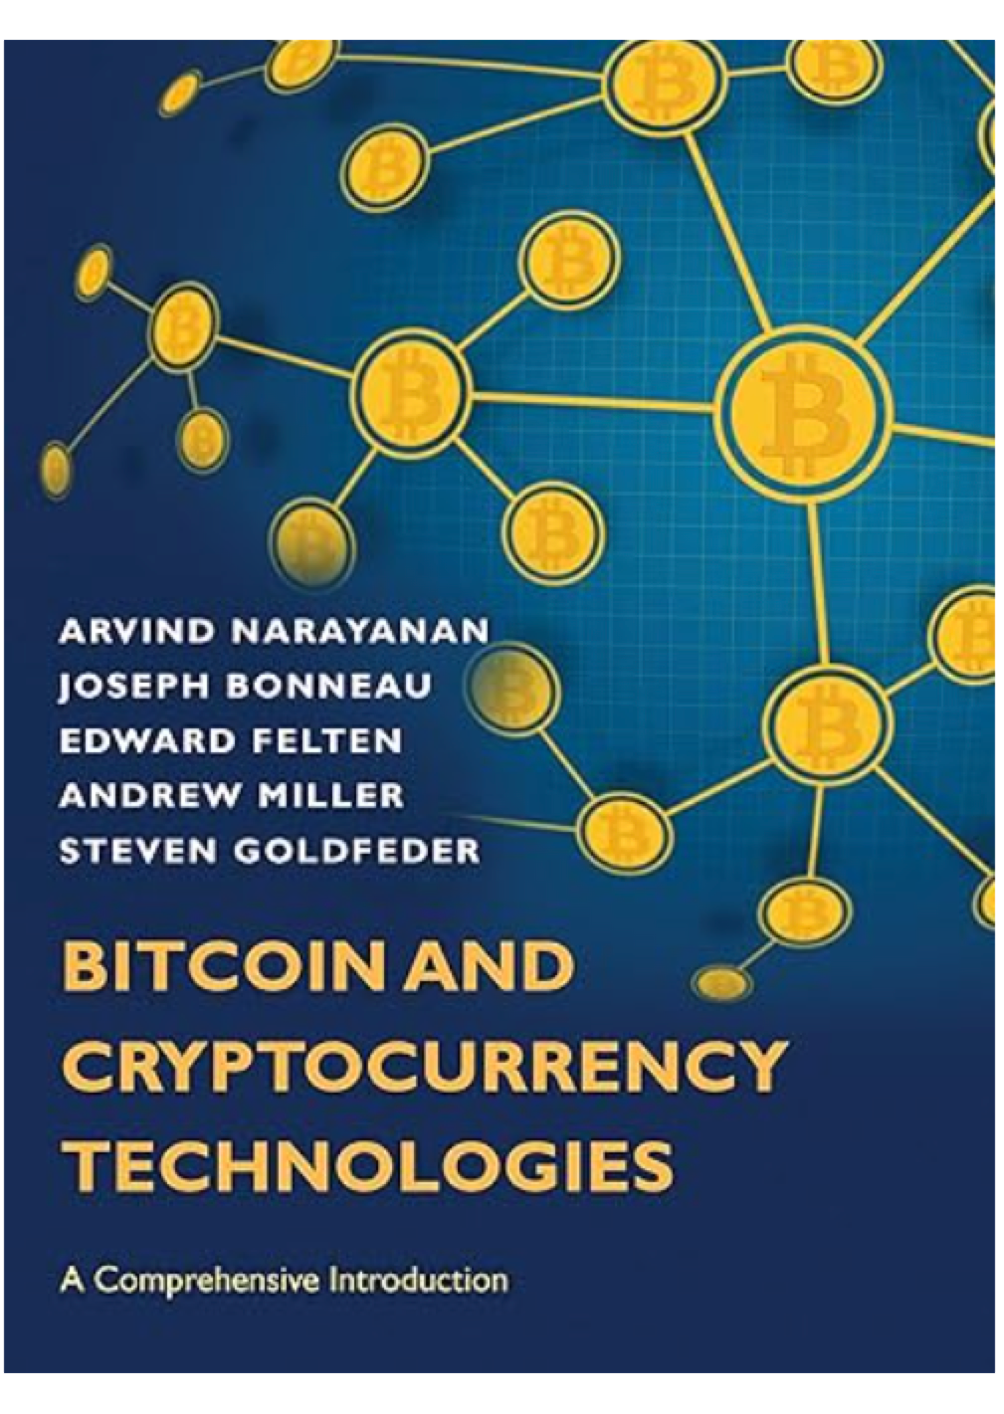 ARVIND NARAYANAN
JOSEPH BONNEAU
EDWARD FELTEN
ANDREW MILLER
STEVEN GOLDFEDER
BITCOIN AND
CRYPTOCURRENCY
TECHNOLOGIES
A Comprehensive Introduction